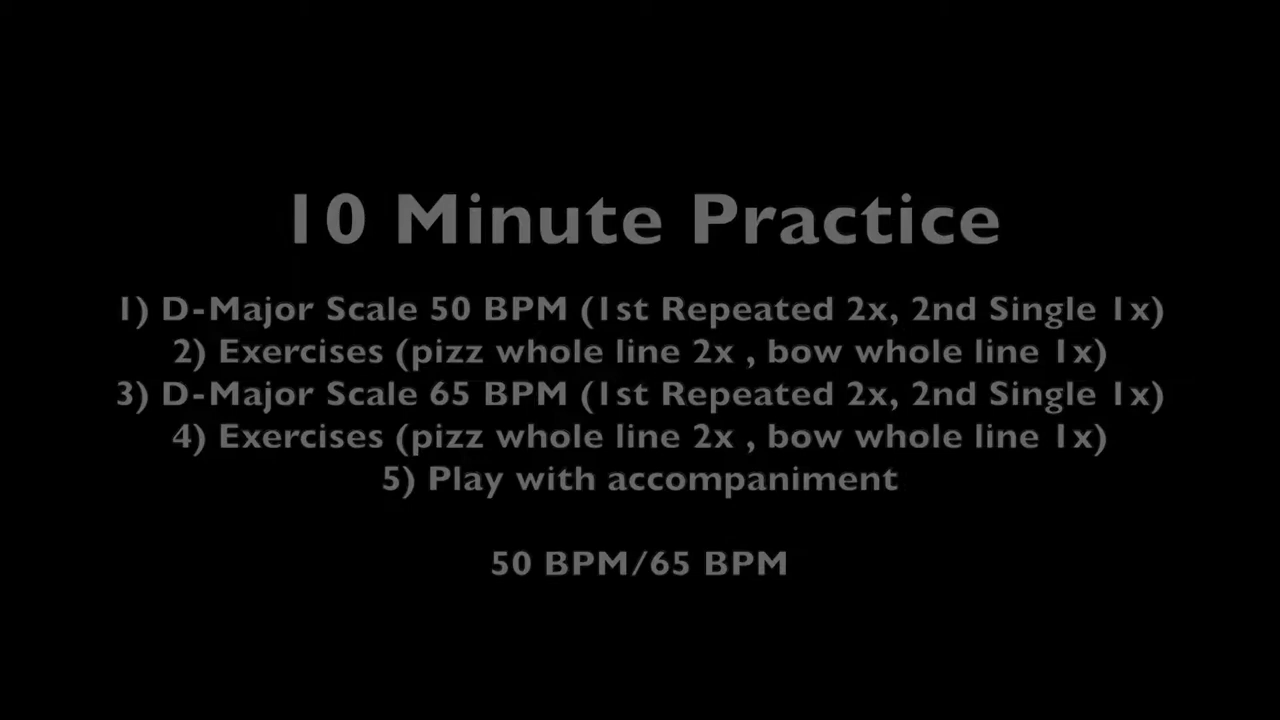 10 Minute Practice
1) D-Major Scale 50 BPM (1st Repeated 2x, 2nd Single 1x)
2) Exercises (pizz whole line 2x , bow whole line 1x)
3) D-Major Scale 65 BPM (1st Repeated 2x, 2nd Single 1x)
4) Exercises (pizz whole line 2x , bow whole line 1x)
5) Play with accompaniment
50 BPM/65 BPM